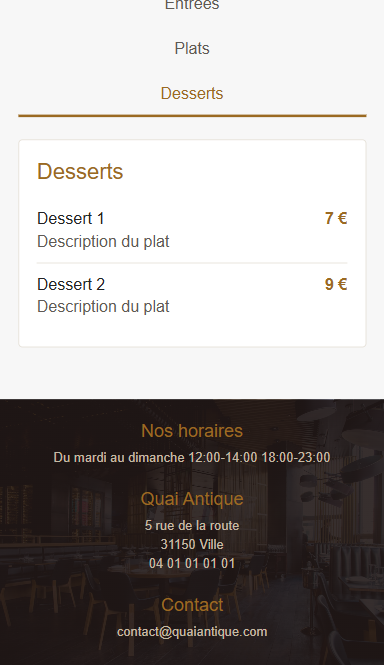 Entrées
Plats
Desserts
Desserts
Dessert 1 7 €
Description du plat
Dessert 2 9 €
Description du plat
Nos horaires
Du mardi au dimanche 12:00-14:00 18:00-23:00
Quai Antique
5 rue de la route
31150 Ville
04 01 01 01 01
Contact
contact@quaiantique.com